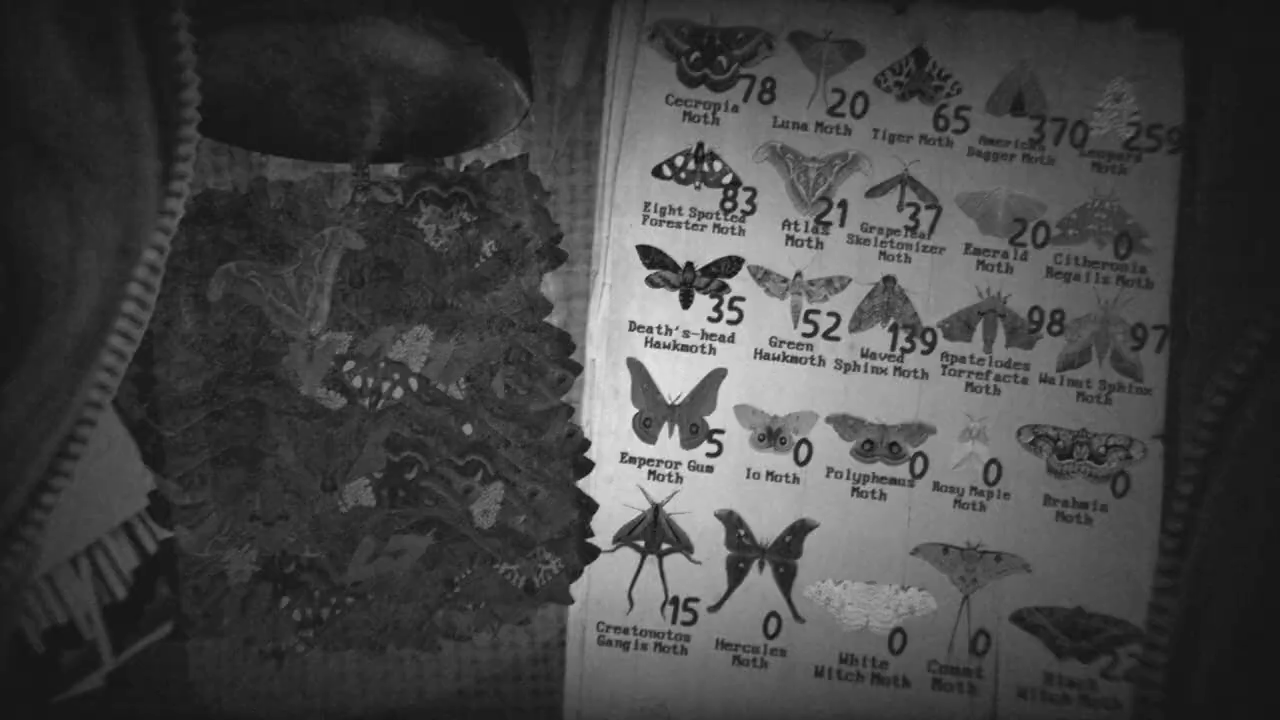 78 20 65 370 259
Cecropia
Moth
Luna Moth
Tiger Moth
American
Dagger Moth
Leopard
Moth
83 21 37 20 0
Eight Spotted
Forester Moth
Atlas
Moth
Grapeleaf
Skeletonizer
Moth
Emerald
Moth
Citheronia
Regails Moth
35 52 139 98 97
Death's-head
Hawkmoth
Green
Hawkmoth
Waved
Sphinx Moth
Apatelodes
Torrefacta
Moth
Walnut Sphinx
Moth
5 0 0 0 0
Emperor Gum
Moth
Io Moth
Polyphemus
Moth
Rosy Maple
Moth
Brahmin
Moth
15 0 0 0
Creatonotos
Gangis Moth
Hercules
Moth
White
Witch Moth
Comet
Moth
Black
Witch Moth